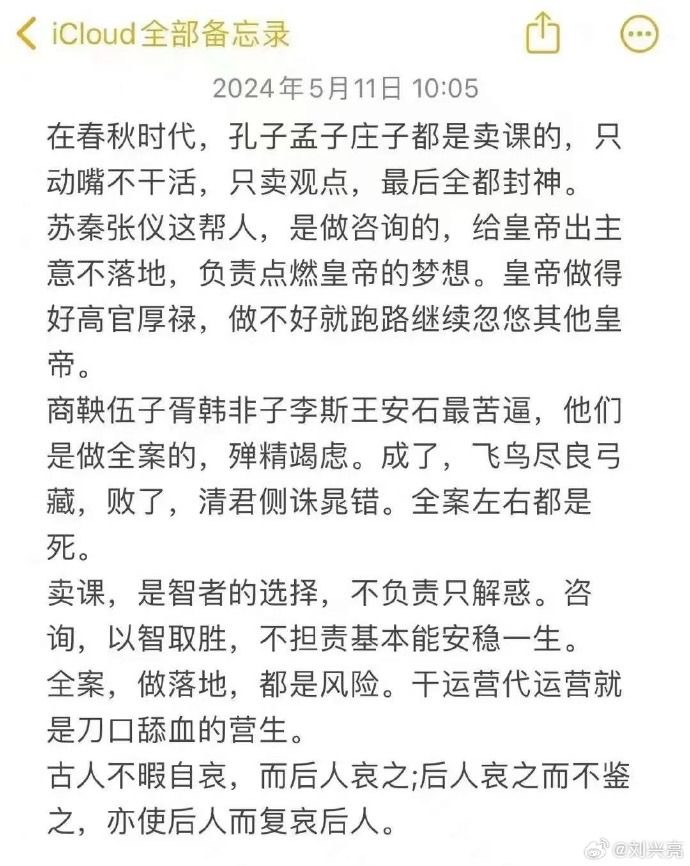 iCloud全部备忘录
2024年5月11日 10:05
在春秋时代，孔子孟子庄子都是卖课的，只
动嘴不干活，只卖观点，最后全都封神。
苏秦张仪这帮人，是做咨询的，给皇帝出主
意不落地，负责点燃皇帝的梦想。皇帝做得
好高官厚禄，做不好就跑路继续忽悠其他皇
帝。
商鞅伍子胥韩非子李斯王安石最苦逼，他们
是做全案的，殚精竭虑。成了，飞鸟尽良弓
藏，败了，清君侧诛晁错。全案左右都是
死。
卖课，是智者的选择，不负责只解惑。咨
询，以智取胜，不担责基本能安稳一生。
全案，做落地，都是风险。干运营代运营就
是刀口舔血的营生。
古人不暇自哀，而后人哀之;后人哀之而不鉴
之，亦使后人而复哀后人。
@刘兴亮